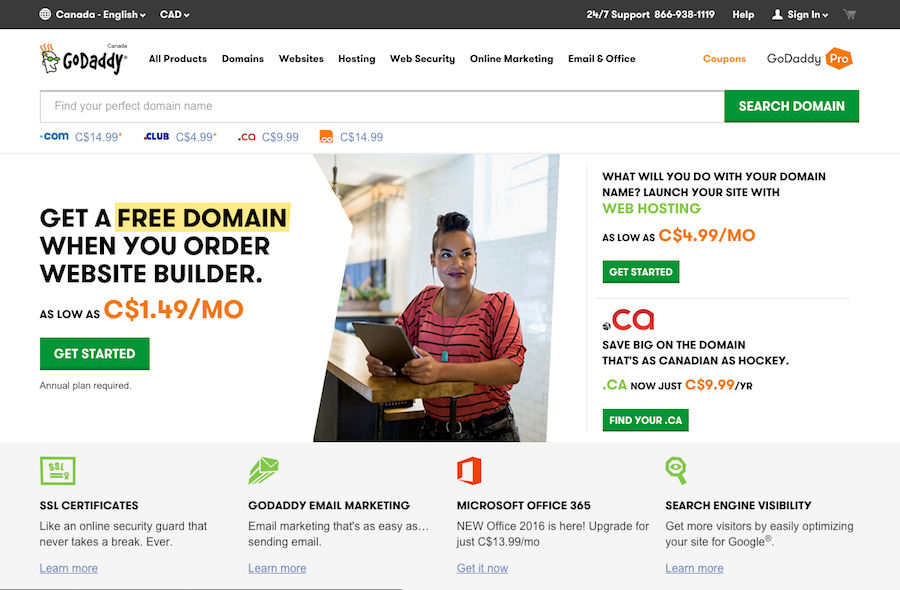 Canada - English CAD 24/7 Support 866-938-1119 Help Sign In
Canada
GoDaddy All Products Domains Websites Hosting Web Security Online Marketing Email & Office Coupons GoDaddy Pro
Find your perfect domain name SEARCH DOMAIN
.com C$14.99* .CLUB C$4.99* .ca C$9.99 C$14.99
GET A FREE DOMAIN
WHEN YOU ORDER
WEBSITE BUILDER.
AS LOW AS C$1.49/MO
GET STARTED
Annual plan required.
WHAT WILL YOU DO WITH YOUR DOMAIN
NAME? LAUNCH YOUR SITE WITH
WEB HOSTING
AS LOW AS C$4.99/MO
GET STARTED
.ca
SAVE BIG ON THE DOMAIN
THAT'S AS CANADIAN AS HOCKEY.
.CA NOW JUST C$9.99/YR
FIND YOUR .CA
SSL
SSL CERTIFICATES
Like an online security guard that
never takes a break. Ever.
Learn more
GODADDY EMAIL MARKETING
Email marketing that's as easy as…
sending email.
Learn more
MICROSOFT OFFICE 365
NEW Office 2016 is here! Upgrade for
just C$13.99/mo
Get it now
SEARCH ENGINE VISIBILITY
Get more visitors by easily optimizing
your site for Google®.
Learn more